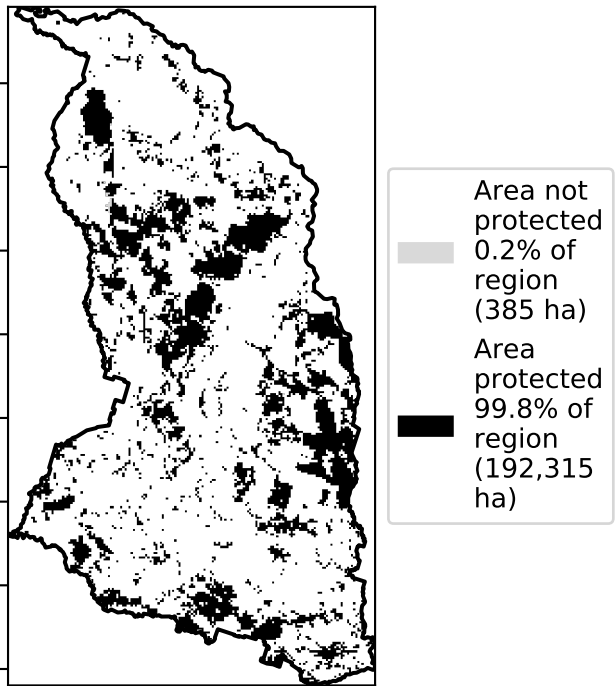 Area not
protected
0.2% of
region
(385 ha)
Area
protected
99.8% of
region
(192,315
ha)